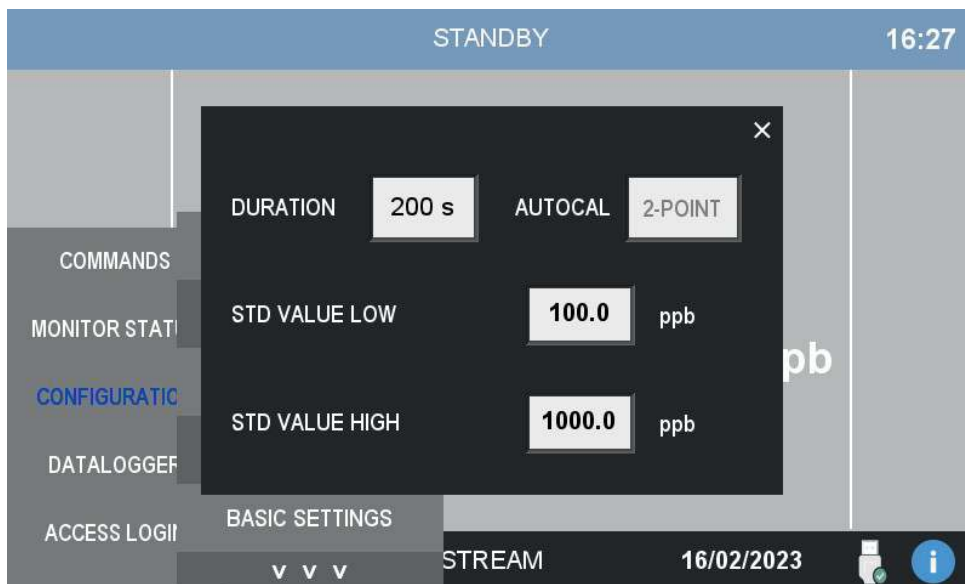 STANDBY 16:27
×
DURATION 200 s AUTOCAL 2-POINT
COMMANDS
STD VALUE LOW 100.0 ppb
MONITOR STAT
pb
CONFIGURATIO
STD VALUE HIGH 1000.0 ppb
DATALOGGER
BASIC SETTINGS
ACCESS LOGIN
STREAM 16/02/2023
v v v
i